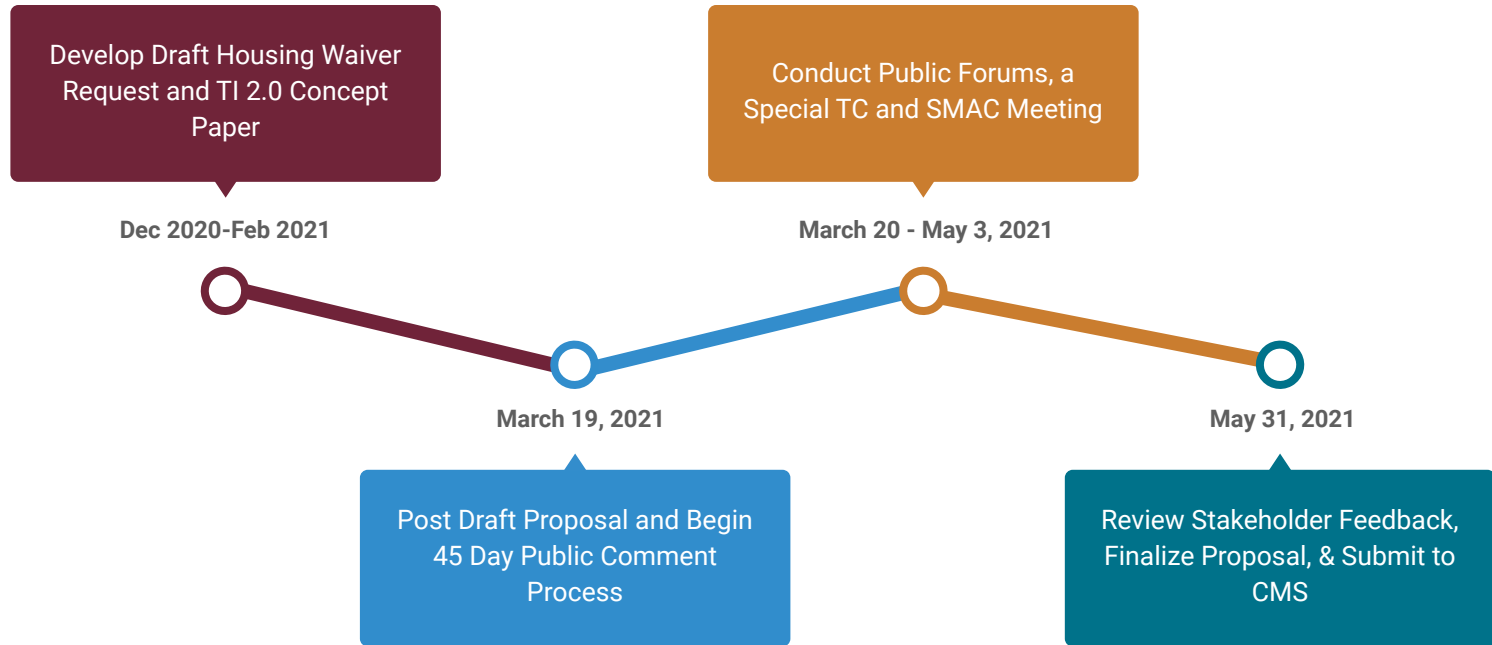 Develop Draft Housing Waiver
Request and TI 2.0 Concept
Paper
Dec 2020-Feb 2021
March 19, 2021
Post Draft Proposal and Begin
45 Day Public Comment
Process
Conduct Public Forums, a
Special TC and SMAC Meeting
March 20 - May 3, 2021
May 31, 2021
Review Stakeholder Feedback,
Finalize Proposal, & Submit to
CMS